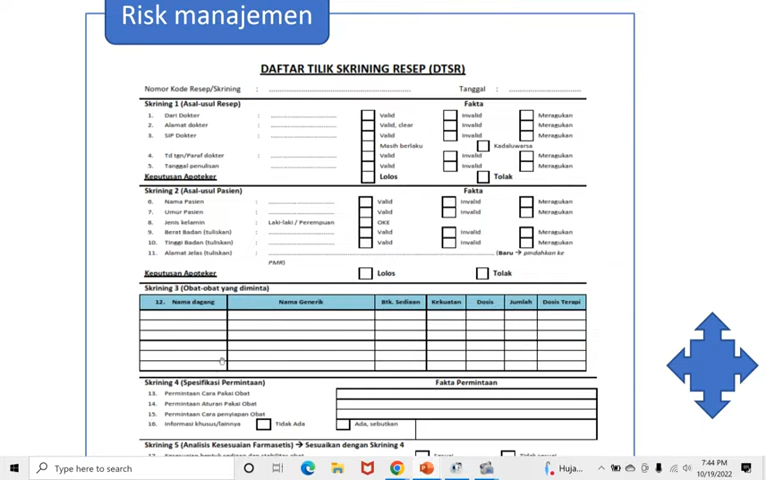 Risk manajemen
DAFTAR TILIK SKRINING RESEP (DTSR)
Nomor Kode Resep/Skrining : Tanggal :
Skrining 1 (Asal-usul Resep) Fakta
1. Dari Dokter : Valid Invalid Meragukan
2. Alamat dokter : Valid, clear Invalid Meragukan
3. SIP Dokter : Valid Invalid Meragukan
Masih berlaku Kedaluwarsa
4. Td tgn/Paraf dokter : Valid Invalid Meragukan
5. Tanggal penulisan : Valid Invalid Meragukan
Keputusan Apoteker Lolos Tolak
Skrining 2 (Asal-usul Pasien) Fakta
6. Nama Pasien : Valid Invalid Meragukan
7. Umur Pasien : Valid Invalid Meragukan
8. Jenis kelamin : Laki-laki / Perempuan OKE
9. Berat Badan (tuliskan) : Valid Invalid Meragukan
10. Tinggi Badan (tuliskan) : Valid Invalid Meragukan
11. Alamat Jelas (tuliskan) : (Baru → pindahkan ke
PMR)
Keputusan Apoteker Lolos Tolak
Skrining 3 (Obat-obat yang diminta)
12. Nama dagang Nama Generik Btk. Sediaan Kekuatan Dosis Jumlah Dosis Terapi
Skrining 4 (Spesifikasi Permintaan) Fakta Permintaan
13. Permintaan Cara Pakai Obat
14. Permintaan Aturan Pakai Obat
15. Permintaan Cara penyiapan Obat
16. Informasi khusus/lainnya Tidak Ada Ada, sebutkan
Skrining 5 (Analisis Kesesuaian Farmasetis) → Sesuaikan dengan Skrining 4
Type here to search
Huja...
7:44 PM
10/19/2022